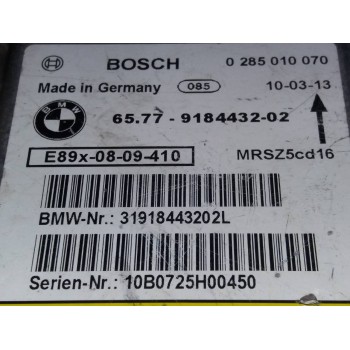 BOSCH 0 285 010 070
Made in Germany 085 10-03-13
BMW 65.77 - 9184432-02
E89x-08-09-410 MRSZ5cd16
BMW-Nr.: 31918443202L
Serien-Nr.: 10B0725H00450